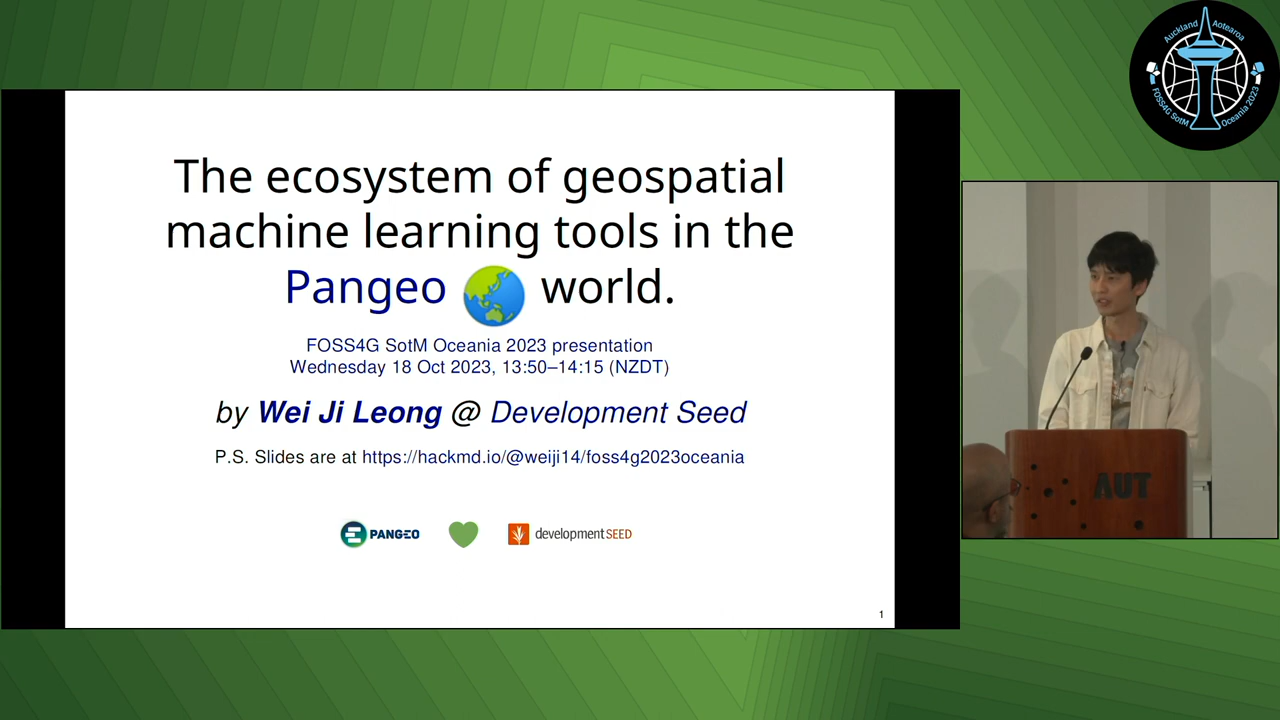 The ecosystem of geospatial
machine learning tools in the
Pangeo 🌏 world.
FOSS4G SotM Oceania 2023 presentation
Wednesday 18 Oct 2023, 13:50–14:15 (NZDT)
by Wei Ji Leong @ Development Seed
P.S. Slides are at https://hackmd.io/@weiji14/foss4g2023oceania
PANGEO
developmentSEED
1
Auckland Aotearoa
FOSS4G SotM Oceania 2023
AUT